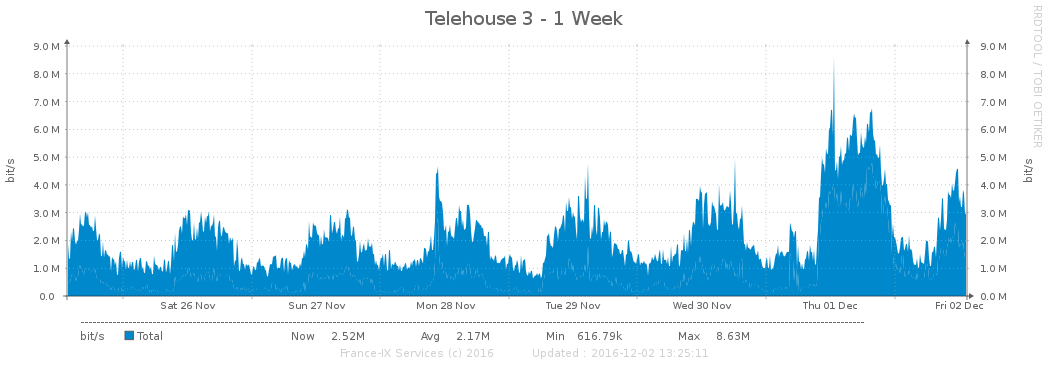 Telehouse 3 - 1 Week
RRDTOOL / TOBI OETIKER
9.0 M 9.0 M
8.0 M 8.0 M
7.0 M 7.0 M
6.0 M 6.0 M
5.0 M 5.0 M
4.0 M 4.0 M
3.0 M 3.0 M
2.0 M 2.0 M
1.0 M 1.0 M
0.0 0.0 M
bit/s bit/s
Sat 26 Nov Sun 27 Nov Mon 28 Nov Tue 29 Nov Wed 30 Nov Thu 01 Dec Fri 02 Dec
bit/s Total Now 2.52M Avg 2.17M Min 616.79k Max 8.63M
France-IX Services (c) 2016 Updated : 2016-12-02 13:25:11